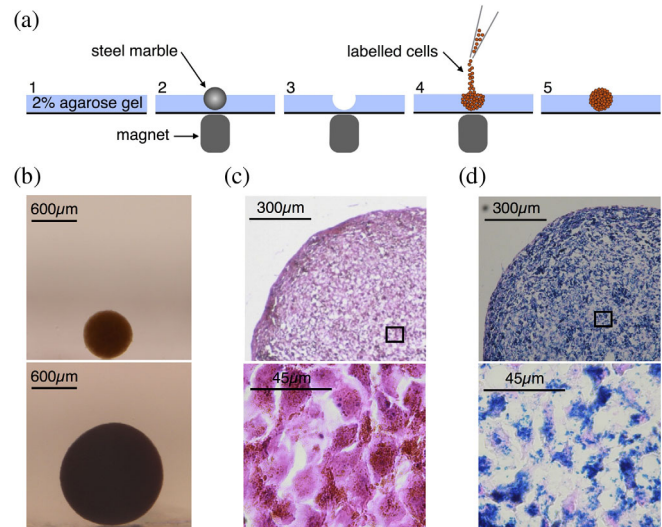 (a)
steel marble
labelled cells
1
2
3
4
5
2% agarose gel
magnet
(b)
(c)
(d)
600µm
300µm
300µm
600µm
45µm
45µm